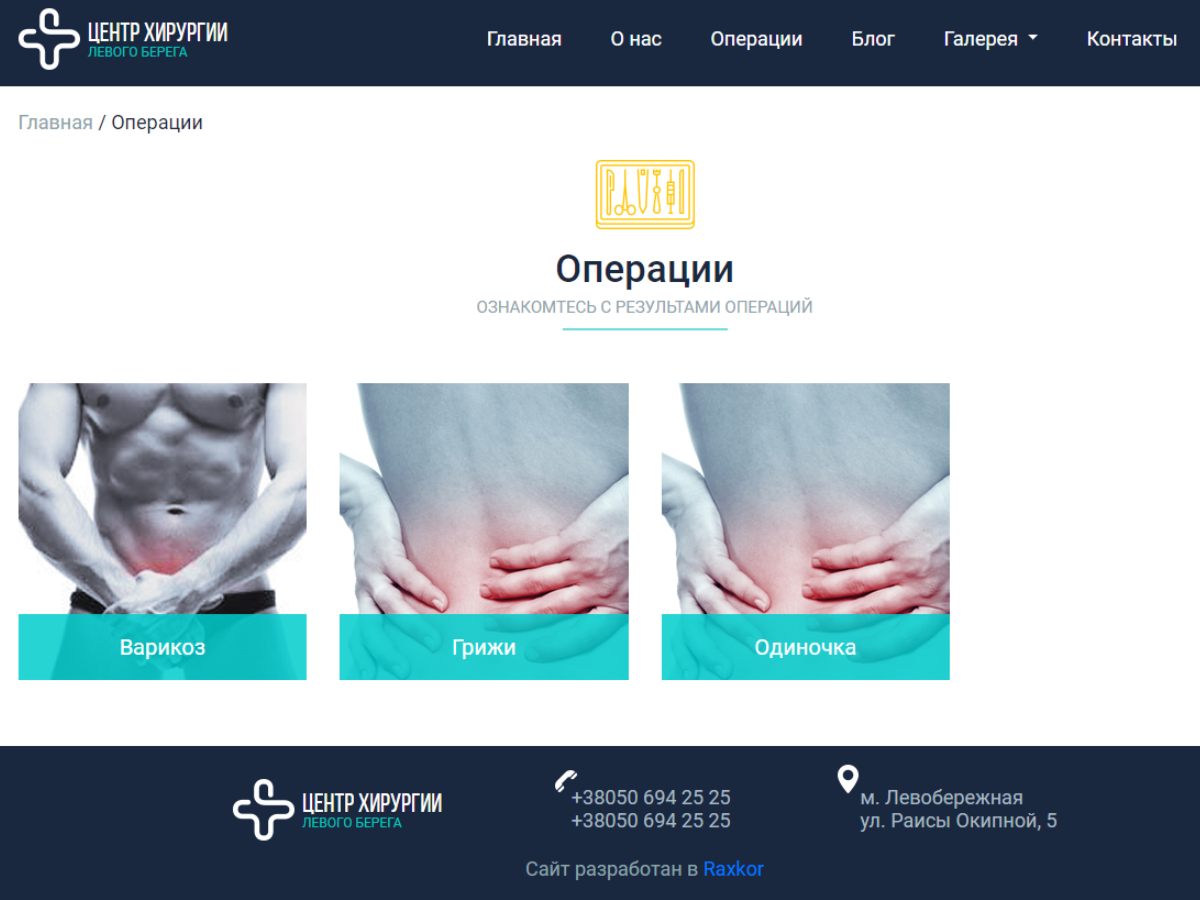 ЦЕНТР ХИРУРГИИ
ЛЕВОГО БЕРЕГА
Главная
О нас
Операции
Блог
Галерея
Контакты
Главная / Операции
Операции
ОЗНАКОМТЕСЬ С РЕЗУЛЬТАМИ ОПЕРАЦИЙ
Варикоз
Грижи
Одиночка
ЦЕНТР ХИРУРГИИ
ЛЕВОГО БЕРЕГА
+38050 694 25 25
+38050 694 25 25
м. Левобережная
ул. Раисы Окипной, 5
Сайт разработан в Raxkor